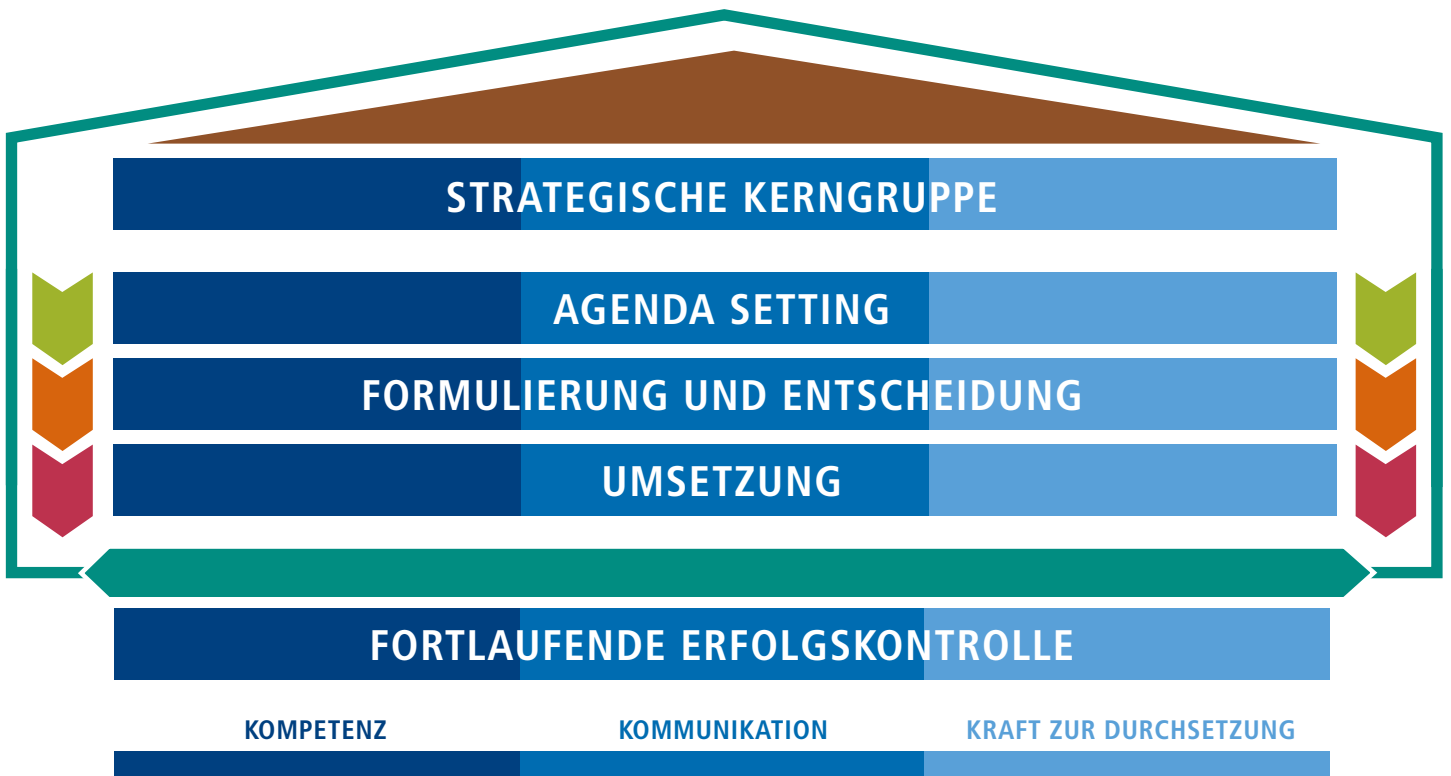 STRATEGISCHE KERNGRUPPE
AGENDA SETTING
FORMULIERUNG UND ENTSCHEIDUNG
UMSETZUNG
FORTLAUFENDE ERFOLGSKONTROLLE
KOMPETENZ KOMMUNIKATION KRAFT ZUR DURCHSETZUNG